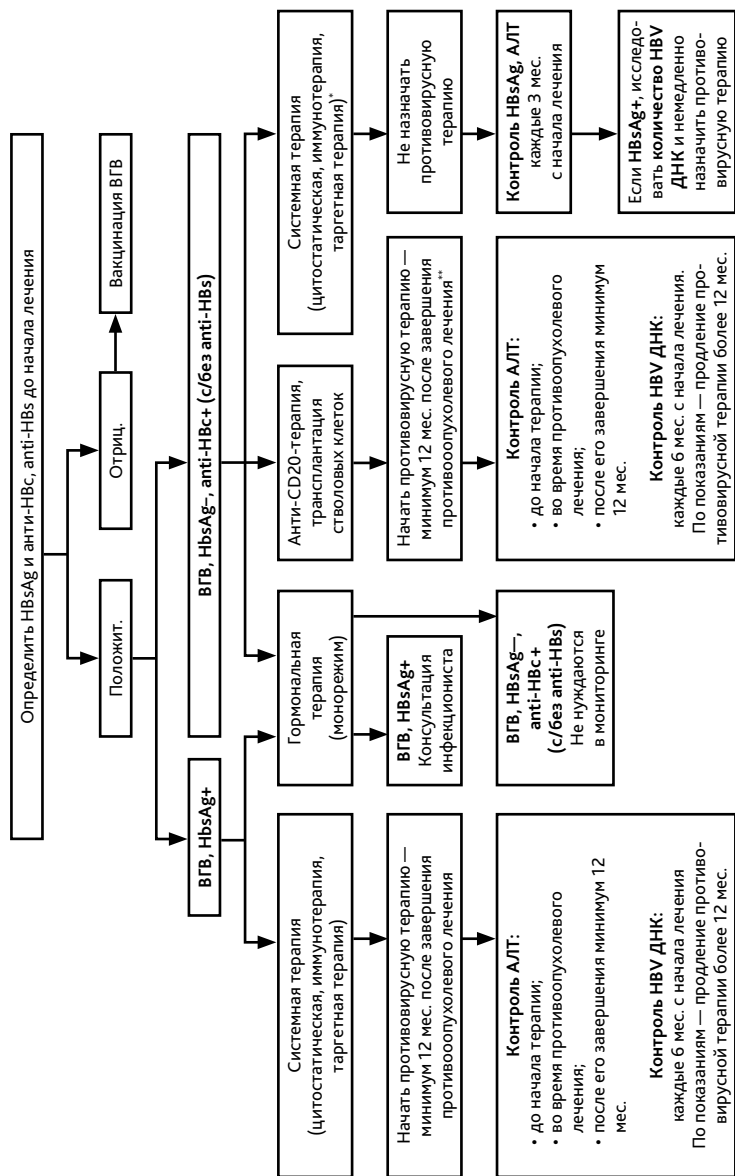 Определить HBsAg и анти-HBc, anti-HBs до начала лечения
Положит.
Отриц.
Вакцинация ВГВ
ВГВ, HbsAg+
ВГВ, HbsAg–, anti-HBc+ (с/без anti-HBs)
Системная терапия
(цитостатическая, иммунотерапия,
таргетная терапия)
Гормональная
терапия
(монорежим)
Анти-CD20-терапия,
трансплантация
стволовых клеток
Системная терапия
(цитостатическая, иммунотерапия,
таргетная терапия)*
Начать противовирусную терапию —
минимум 12 мес. после завершения
противооопухолевого лечения
ВГВ, HBsAg+
Консультация
инфекциониста
Начать противовирусную терапию —
минимум 12 мес. после завершения
противооопухолевого лечения**
Не назначать
противовирусную
терапию
Контроль АЛТ:
• до начала терапии;
• во время противоопухолевого
лечения;
• после его завершения минимум 12
мес.
Контроль HBV ДНК:
каждые 6 мес. с начала лечения
По показаниям — продление противо-
вирусной терапии более 12 мес.
ВГВ, HBsAg—,
anti-HBc+
(с/без anti-HBs)
Не нуждаются
в мониторинге
Контроль АЛТ:
• до начала терапии;
• во время противоопухолевого
лечения;
• после его завершения минимум
12 мес.
Контроль HBV ДНК:
каждые 6 мес. с начала лечения.
По показаниям — продление про-
тивовирусной терапии более 12 мес.
Контроль HBsAg, АЛТ
каждые 3 мес.
с начала лечения
Если HBsAg+, исследо-
вать количество HBV
ДНК и немедленно
назначить противо-
вирусную терапию